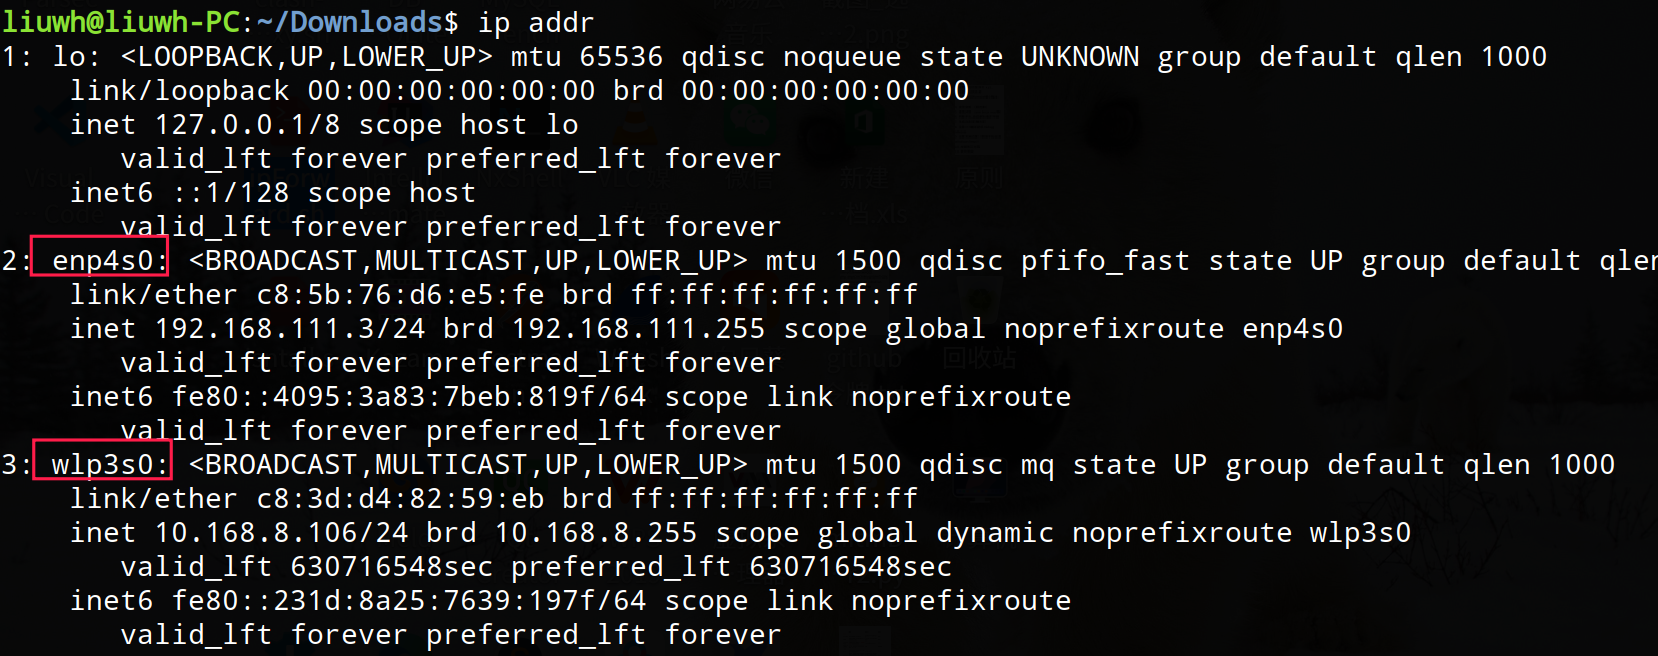 liuwh@liuwh-PC:~/Downloads$ ip addr
1: lo: <LOOPBACK,UP,LOWER_UP> mtu 65536 qdisc noqueue state UNKNOWN group default qlen 1000
    link/loopback 00:00:00:00:00:00 brd 00:00:00:00:00:00
    inet 127.0.0.1/8 scope host lo
       valid_lft forever preferred_lft forever
    inet6 ::1/128 scope host
       valid_lft forever preferred_lft forever
2: enp4s0: <BROADCAST,MULTICAST,UP,LOWER_UP> mtu 1500 qdisc pfifo_fast state UP group default qlen
    link/ether c8:5b:76:d6:e5:fe brd ff:ff:ff:ff:ff:ff
    inet 192.168.111.3/24 brd 192.168.111.255 scope global noprefixroute enp4s0
       valid_lft forever preferred_lft forever
    inet6 fe80::4095:3a83:7beb:819f/64 scope link noprefixroute
       valid_lft forever preferred_lft forever
3: wlp3s0: <BROADCAST,MULTICAST,UP,LOWER_UP> mtu 1500 qdisc mq state UP group default qlen 1000
    link/ether c8:3d:d4:82:59:eb brd ff:ff:ff:ff:ff:ff
    inet 10.168.8.106/24 brd 10.168.8.255 scope global dynamic noprefixroute wlp3s0
       valid_lft 630716548sec preferred_lft 630716548sec
    inet6 fe80::231d:8a25:7639:197f/64 scope link noprefixroute
       valid_lft forever preferred_lft forever